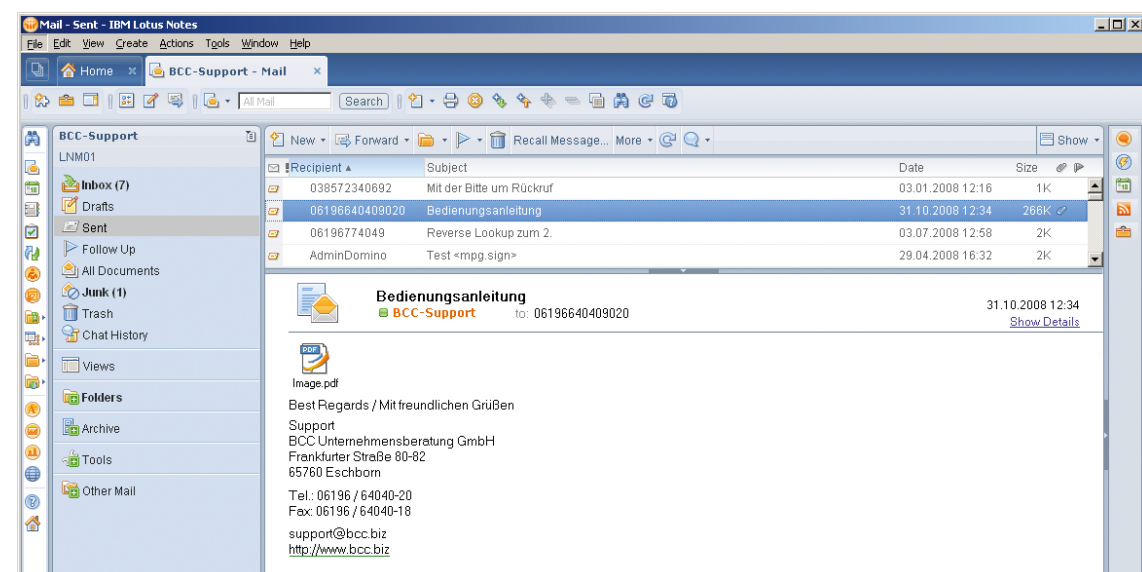 Mail - Sent - IBM Lotus Notes
File Edit View Create Actions Tools Window Help
Home BCC-Support - Mail
All Mail Search
BCC-Support
LNM01
Inbox (7)
Drafts
Sent
Follow Up
All Documents
Junk (1)
Trash
Chat History
Views
Folders
Archive
Tools
Other Mail
New Forward Recall Message... More Show
! Recipient Subject Date Size
038572340692 Mit der Bitte um Rückruf 03.01.2008 12:16 1K
06196640409020 Bedienungsanleitung 31.10.2008 12:34 266K
06196774049 Reverse Lookup zum 2. 03.07.2008 12:58 2K
AdminDomino Test <mpg.sign> 29.04.2008 16:32 2K
Bedienungsanleitung
BCC-Support to: 06196640409020
31.10.2008 12:34
Show Details
PDF
Image.pdf
Best Regards / Mit freundlichen Grüßen
Support
BCC Unternehmensberatung GmbH
Frankfurter Straße 80-82
65760 Eschborn
Tel.: 06196 / 64040-20
Fax: 06196 / 64040-18
support@bcc.biz
http://www.bcc.biz